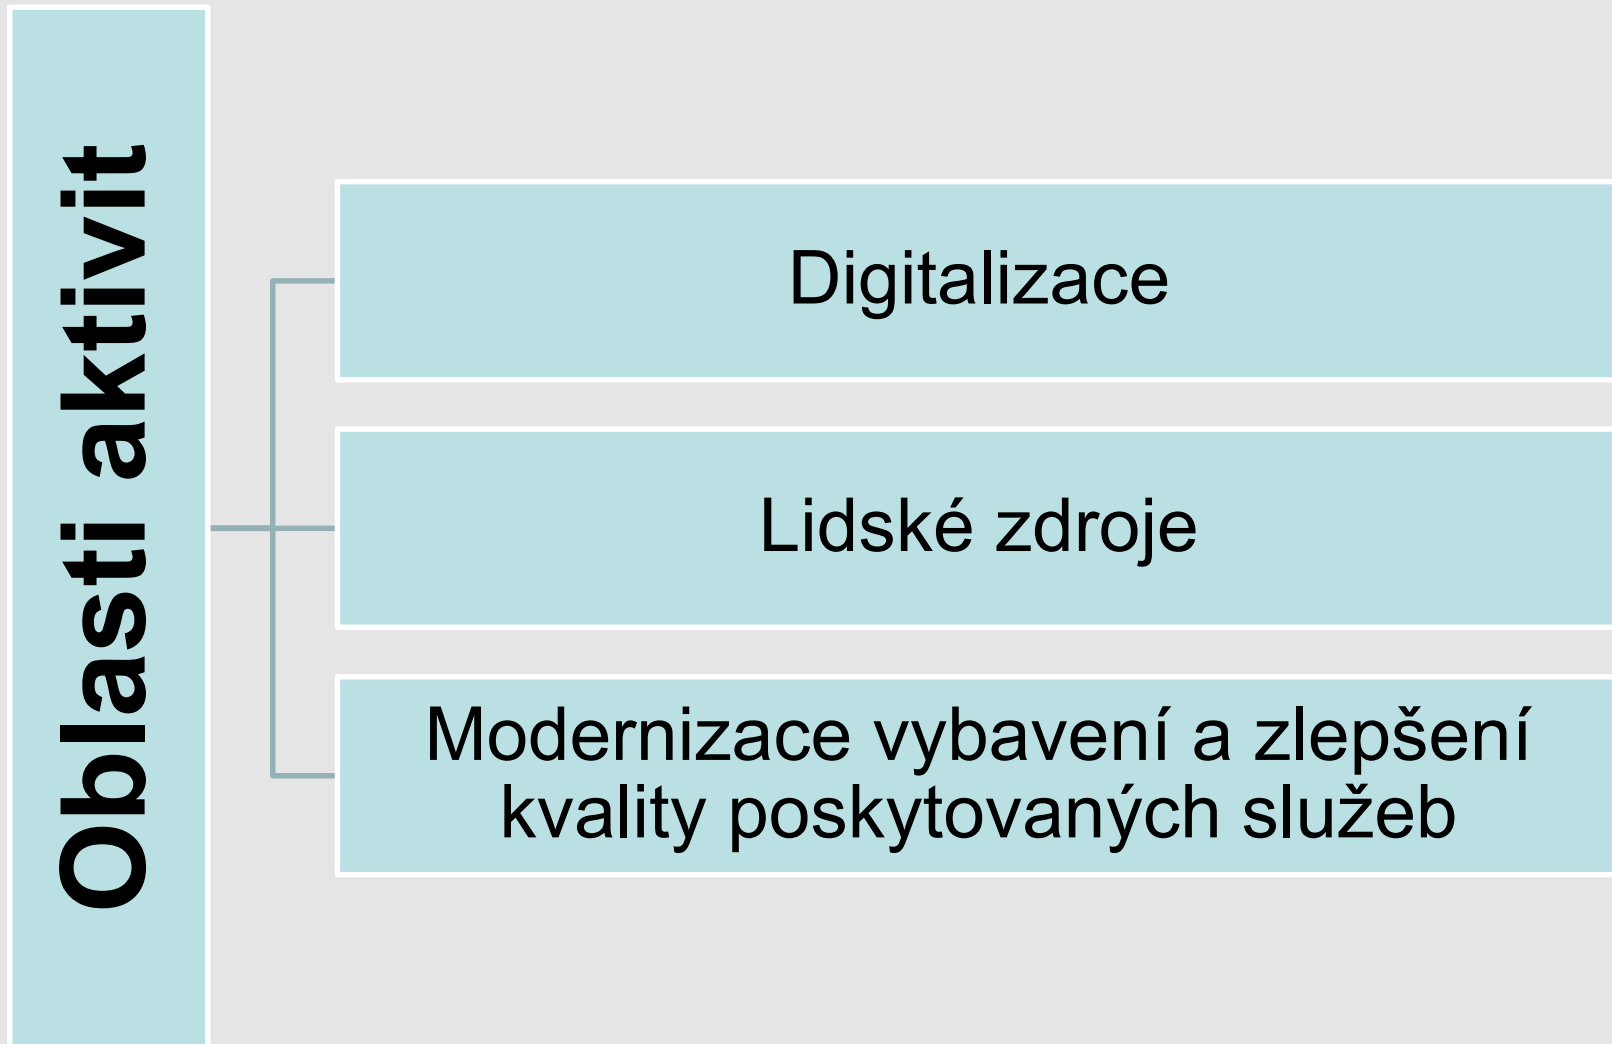 Oblasti aktivit
Digitalizace
Lidské zdroje
Modernizace vybavení a zlepšení
kvality poskytovaných služeb